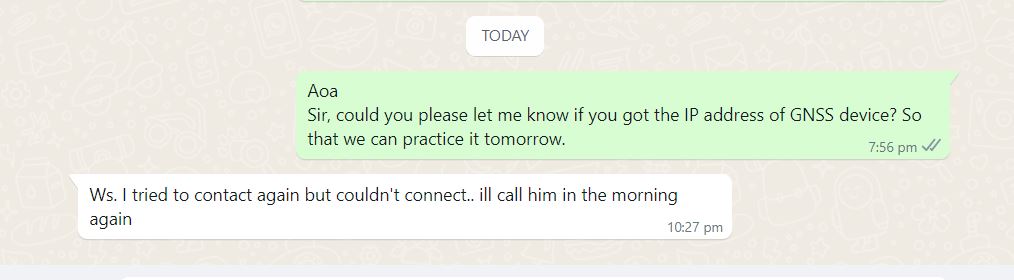 TODAY
Aoa
Sir, could you please let me know if you got the IP address of GNSS device? So
that we can practice it tomorrow.
7:56 pm
Ws. I tried to contact again but couldn't connect.. ill call him in the morning
again
10:27 pm